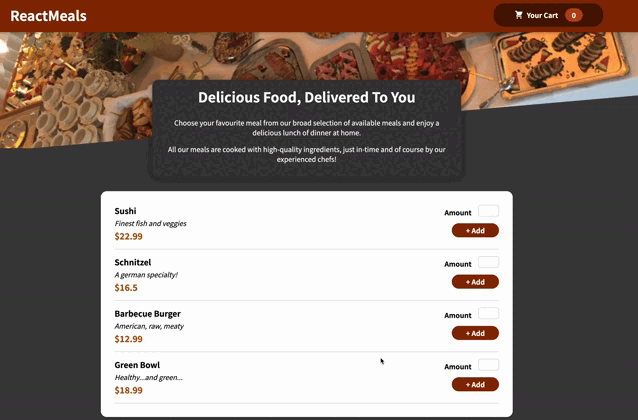 ReactMeals
Your Cart 0
Delicious Food, Delivered To You
Choose your favourite meal from our broad selection of available meals and enjoy a
delicious lunch of dinner at home.
All our meals are cooked with high-quality ingredients, just in-time and of course by our
experienced chefs!
Sushi
Finest fish and veggies
$22.99
Amount
+ Add
Schnitzel
A german specialty!
$16.5
Amount
+ Add
Barbecue Burger
American, raw, meaty
$12.99
Amount
+ Add
Green Bowl
Healthy...and green...
$18.99
Amount
+ Add